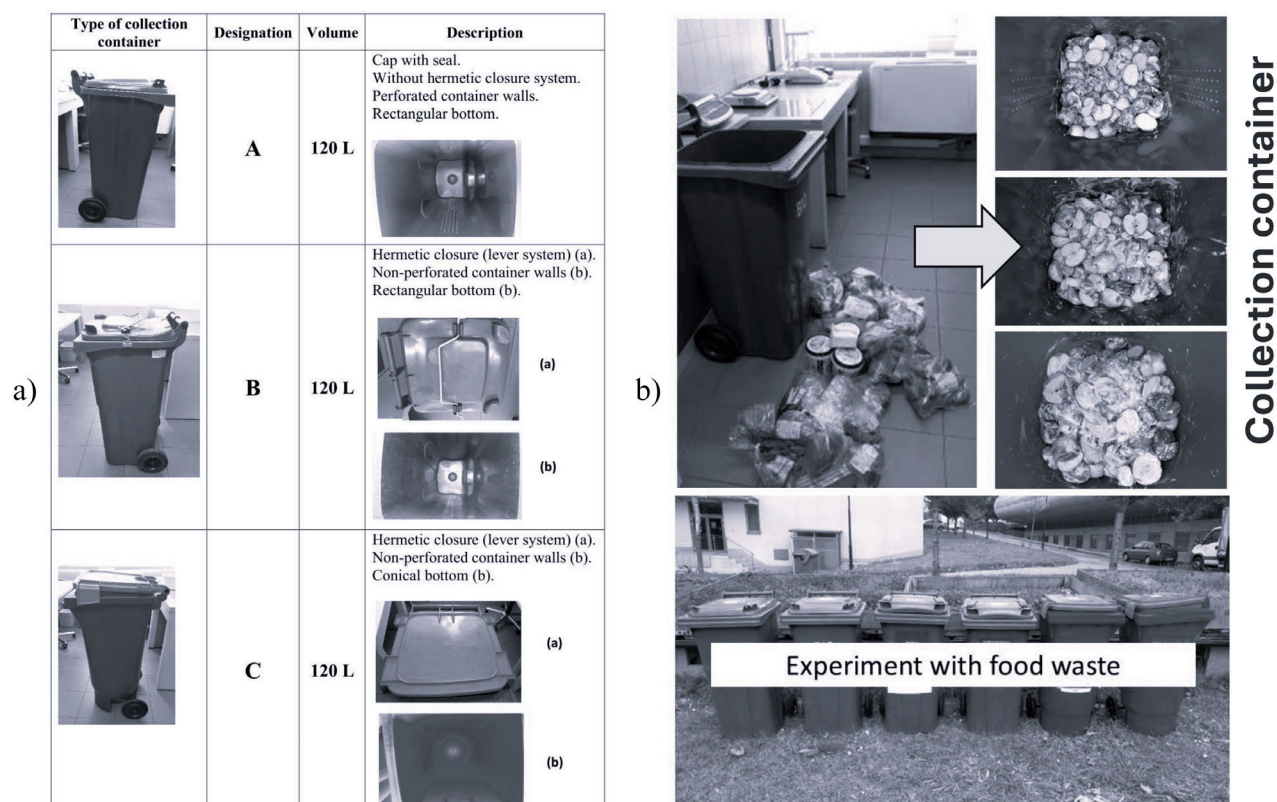 a)
Type of collection
container
Designation
Volume
Description
A
120 L
Cap with seal.
Without hermetic closure system.
Perforated container walls.
Rectangular bottom.
B
120 L
Hermetic closure (lever system) (a).
Non-perforated container walls (b).
Rectangular bottom (b).
(a)
(b)
C
120 L
Hermetic closure (lever system) (a).
Non-perforated container walls (b).
Conical bottom (b).
(a)
(b)
b)
Collection container
Experiment with food waste